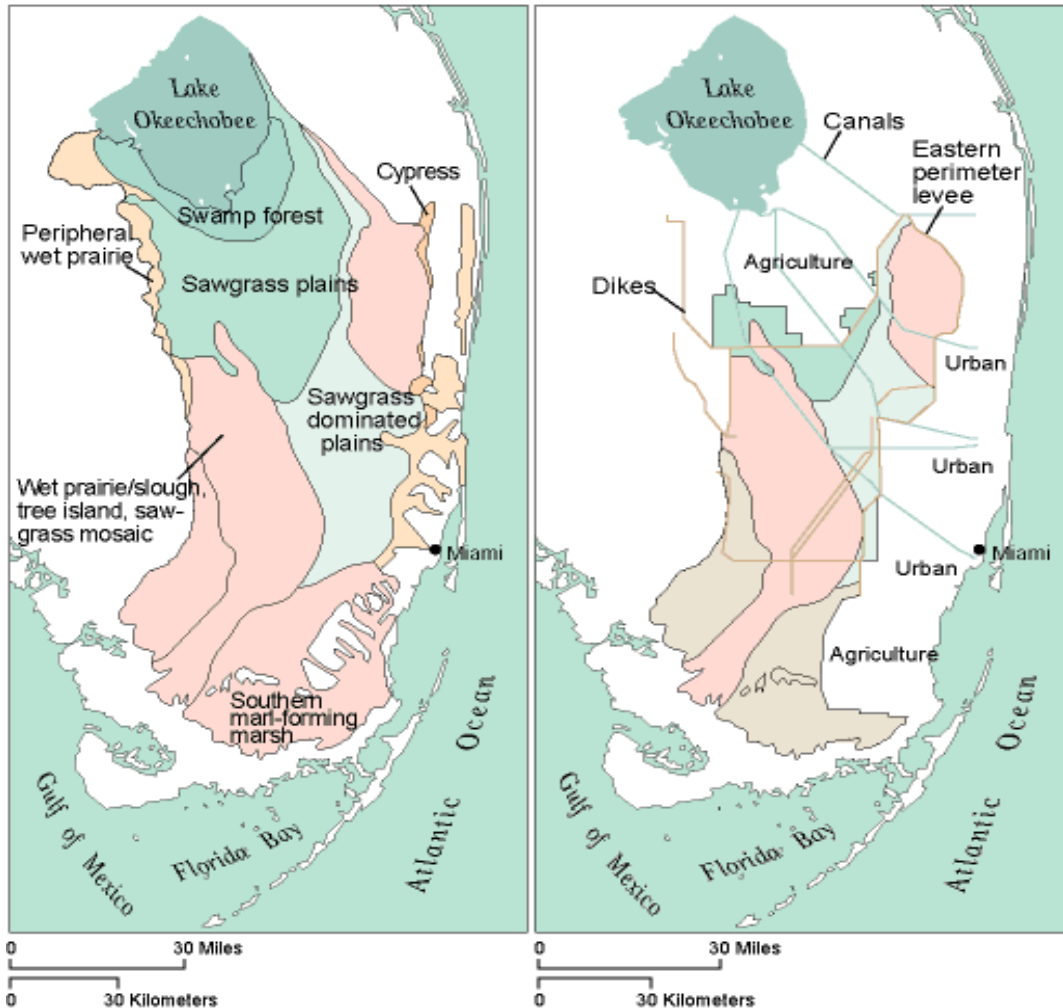 Lake
Okeechobee
Cypress
Swamp forest
Peripheral
wet prairie
Sawgrass plains
Sawgrass
dominated
plains
Wet prairie/slough,
tree island, saw-
grass mosaic
Miami
Southern
marl-forming
marsh
Gulf of Mexico
Florida Bay
Atlantic Ocean
0 30 Miles
0 30 Kilometers
Lake
Okeechobee
Canals
Eastern
perimeter
levee
Agriculture
Dikes
Urban
Urban
Miami
Urban
Agriculture
Gulf of Mexico
Florida Bay
Atlantic Ocean
0 30 Miles
0 30 Kilometers